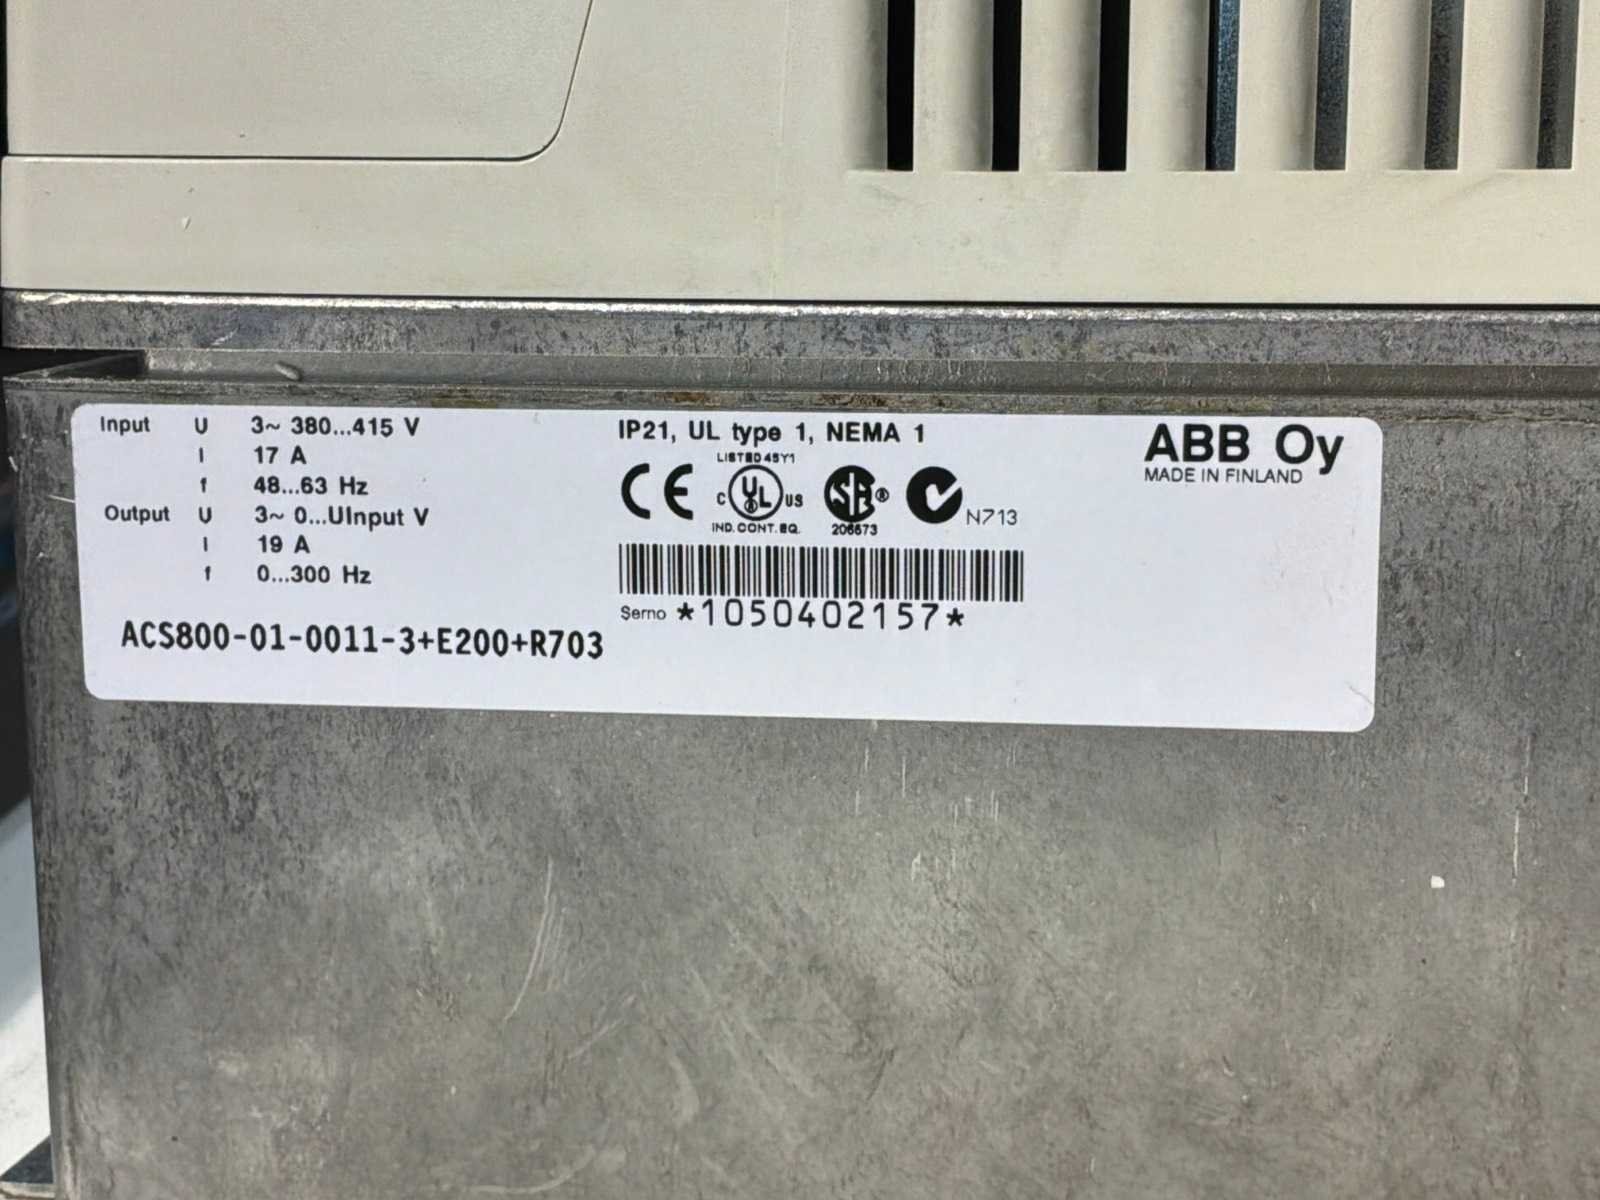 Input U 3~ 380...415 V
I 17 A
f 48...63 Hz
Output U 3~ 0...UInput V
I 19 A
f 0...300 Hz
ACS800-01-0011-3+E200+R703
IP21, UL type 1, NEMA 1
LISTED 45Y1
CE C UL US SA ® N713
IND. CONT. EQ.
Serno *1050402157*
ABB Oy
MADE IN FINLAND